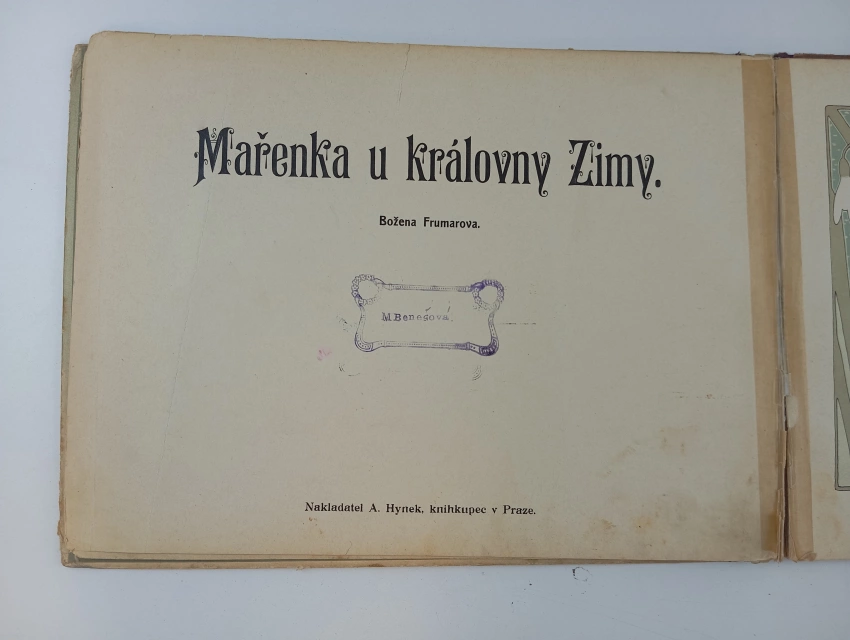 Mařenka u královny Zimy.
Božena Frumarova.
M.Benešová.
Nakladatel A. Hynek, knihkupec v Praze.